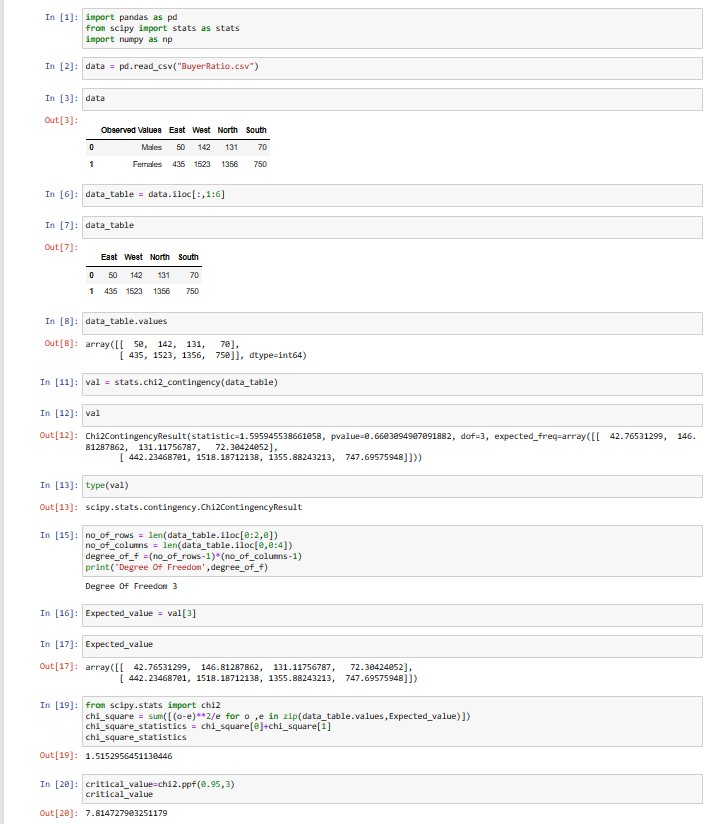 In [1]: import pandas as pd
from scipy import stats as stats
import numpy as np
In [2]: data = pd.read_csv("BuyerRatio.csv")
In [3]: data
Out[3]:
Observed Values East West North South
0 Males 50 142 131 70
1 Females 435 1523 1356 750
In [6]: data_table = data.iloc[:,1:6]
In [7]: data_table
Out[7]:
East West North South
0 50 142 131 70
1 435 1523 1356 750
In [8]: data_table.values
Out[8]: array([[ 50, 142, 131, 70],
[ 435, 1523, 1356, 750]], dtype=int64)
In [11]: val = stats.chi2_contingency(data_table)
In [12]: val
Out[12]: Chi2ContingencyResult(statistic=1.595945538661058, pvalue=0.6603094907091882, dof=3, expected_freq=array([[ 42.76531299, 146.
81287862, 131.11756787, 72.30424052],
[ 442.23468701, 1518.18712138, 1355.88243213, 747.69575948]]))
In [13]: type(val)
Out[13]: scipy.stats.contingency.Chi2ContingencyResult
In [15]: no_of_rows = len(data_table.iloc[0:2,0])
no_of_columns = len(data_table.iloc[0,0:4])
degree_of_f =(no_of_rows-1)*(no_of_columns-1)
print('Degree Of Freedom',degree_of_f)
Degree Of Freedom 3
In [16]: Expected_value = val[3]
In [17]: Expected_value
Out[17]: array([[ 42.76531299, 146.81287862, 131.11756787, 72.30424052],
[ 442.23468701, 1518.18712138, 1355.88243213, 747.69575948]])
In [19]: from scipy.stats import chi2
chi_square = sum([(o-e)**2/e for o ,e in zip(data_table.values,Expected_value)])
chi_square_statistics = chi_square[0]+chi_square[1]
chi_square_statistics
Out[19]: 1.5152956451130446
In [20]: critical_value=chi2.ppf(0.95,3)
critical_value
Out[20]: 7.814727903251179